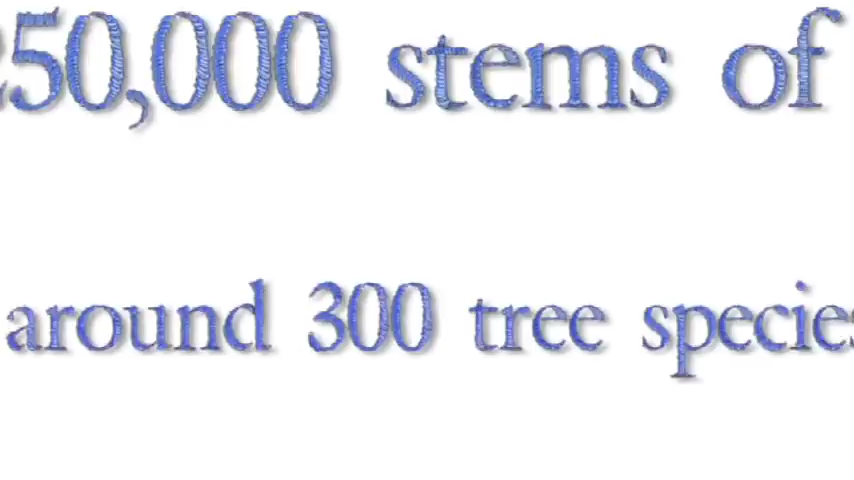 50,000 stems of
around 300 tree species